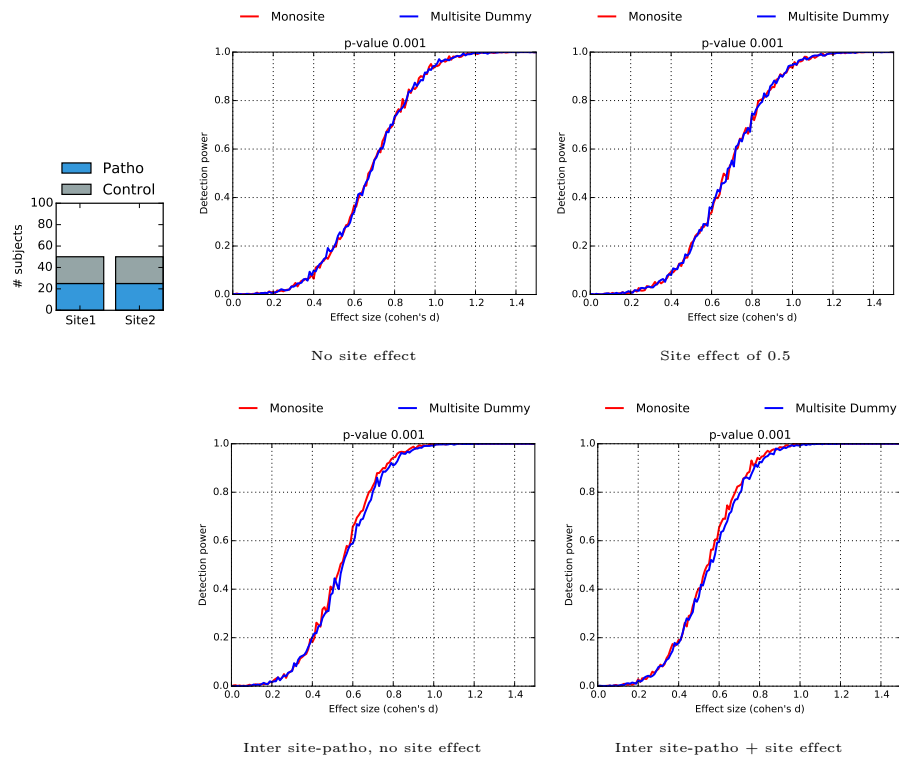 Patho
Control
100
80
60
40
20
0
# subjects
Site1 Site2
Monosite Multisite Dummy
p-value 0.001
1.0
0.8
0.6
0.4
0.2
0.0
Detection power
0.0 0.2 0.4 0.6 0.8 1.0 1.2 1.4
Effect size (cohen's d)
No site effect
Monosite Multisite Dummy
p-value 0.001
1.0
0.8
0.6
0.4
0.2
0.0
Detection power
0.0 0.2 0.4 0.6 0.8 1.0 1.2 1.4
Effect size (cohen's d)
Site effect of 0.5
Monosite Multisite Dummy
p-value 0.001
1.0
0.8
0.6
0.4
0.2
0.0
Detection power
0.0 0.2 0.4 0.6 0.8 1.0 1.2 1.4
Effect size (cohen's d)
Inter site-patho, no site effect
Monosite Multisite Dummy
p-value 0.001
1.0
0.8
0.6
0.4
0.2
0.0
Detection power
0.0 0.2 0.4 0.6 0.8 1.0 1.2 1.4
Effect size (cohen's d)
Inter site-patho + site effect